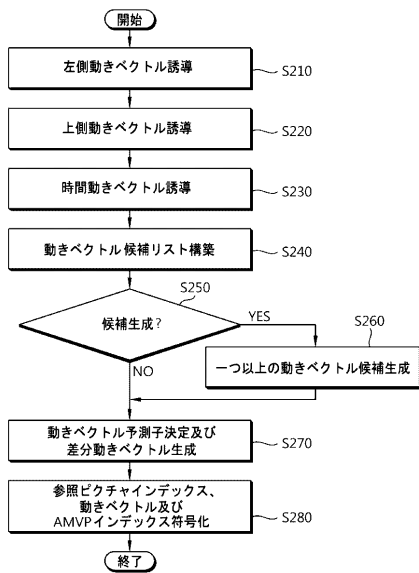 開始
左側動きベクトル誘導
S210
上側動きベクトル誘導
S220
時間動きベクトル誘導
S230
動きベクトル候補リスト構築
S240
S250
候補生成?
YES
S260
一つ以上の動きベクトル候補生成
NO
動きベクトル予測子決定及び
差分動きベクトル生成
S270
参照ピクチャインデックス、
動きベクトル及び
AMVPインデックス符号化
S280
終了